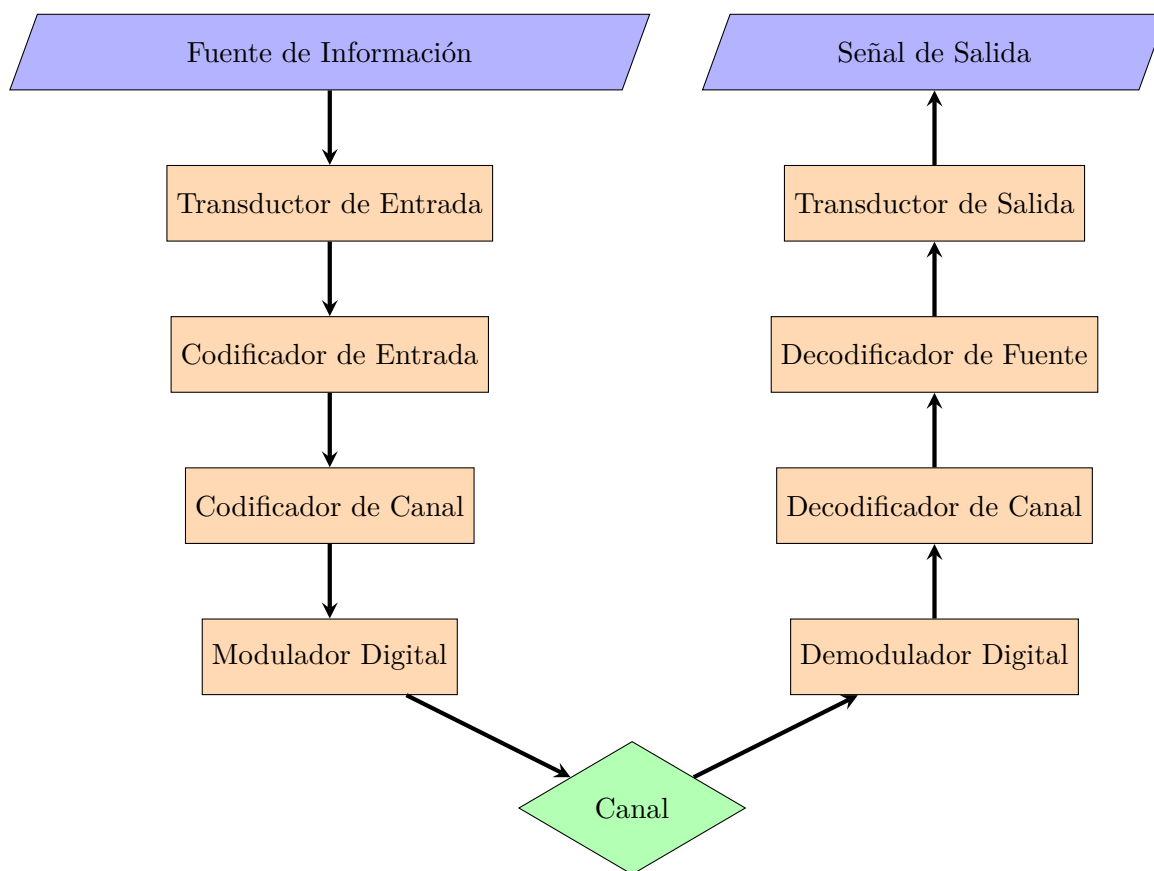 Fuente de Información
Señal de Salida
Transductor de Entrada
Transductor de Salida
Codificador de Entrada
Decodificador de Fuente
Codificador de Canal
Decodificador de Canal
Modulador Digital
Demodulador Digital
Canal